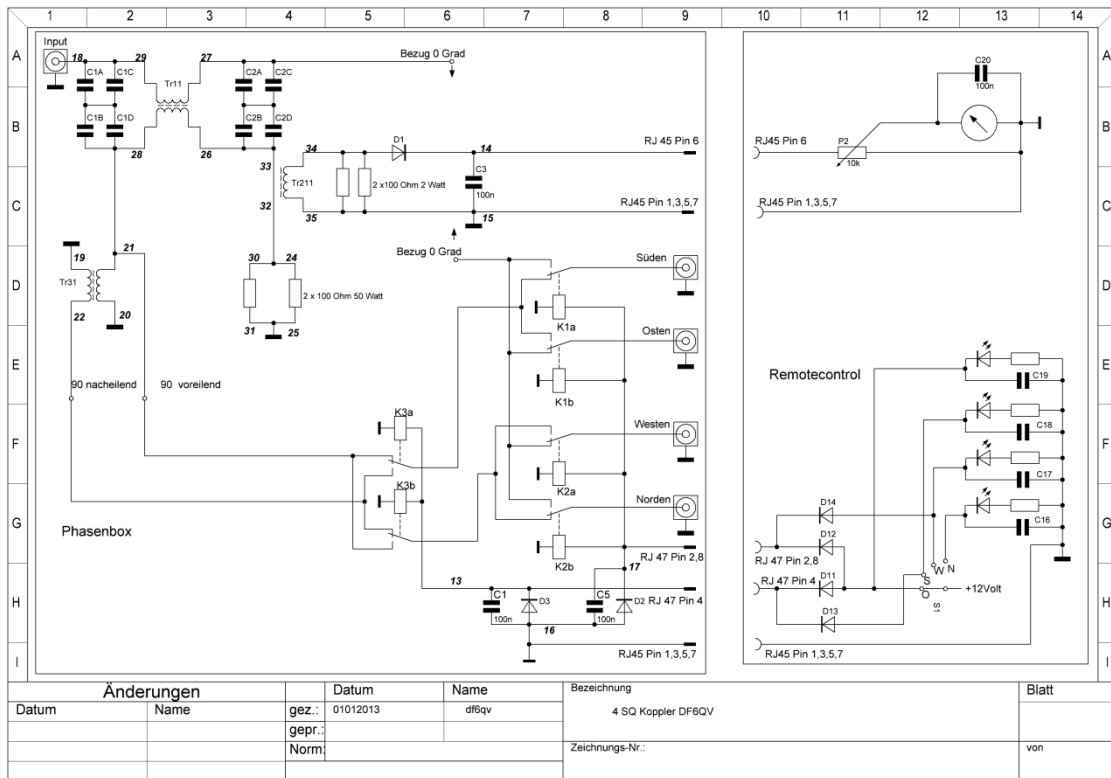 1 2 3 4 5 6 7 8 9 10 11 12 13 14
A A
Input
18 29 27
Bezug 0 Grad
C20
100n
C1A C1C
Tr11
C2A C2C
B B
C1B C1D
C2B C2D
28 26
D1
34 14
RJ 45 Pin 6
RJ45 Pin 6
P2
10k
33
Tr211
2 x100 Ohm 2 Watt
C3
100n
C C
32
35 15
RJ45 Pin 1,3,5,7
RJ45 Pin 1,3,5,7
19 21
Bezug 0 Grad
30 24
Süden
D D
Tr31
2 x 100 Ohm 50 Watt
22 20
31 25
K1a
Osten
E E
90 nacheilend 90 voreilend
K1b
Remotecontrol
C19
K3a
Westen
F F
C18
K3b
K2a
C17
Norden
D14
G G
Phasenbox
C16
D12
K2b
RJ 47 Pin 2,8
RJ 47 Pin 2,8
W N
17
13
RJ 47 Pin 4
RJ 47 Pin 4
D11
S
O
S1
+12Volt
H H
C1
100n
D3
C5
100n
D2
D13
16
RJ45 Pin 1,3,5,7
RJ45 Pin 1,3,5,7
I I
Änderungen
Datum Name
Bezeichnung
Blatt
Datum Name
gez.: 01012013 df6qv
4 SQ Koppler DF6QV
gepr.:
Norm:
Zeichnungs-Nr.:
von